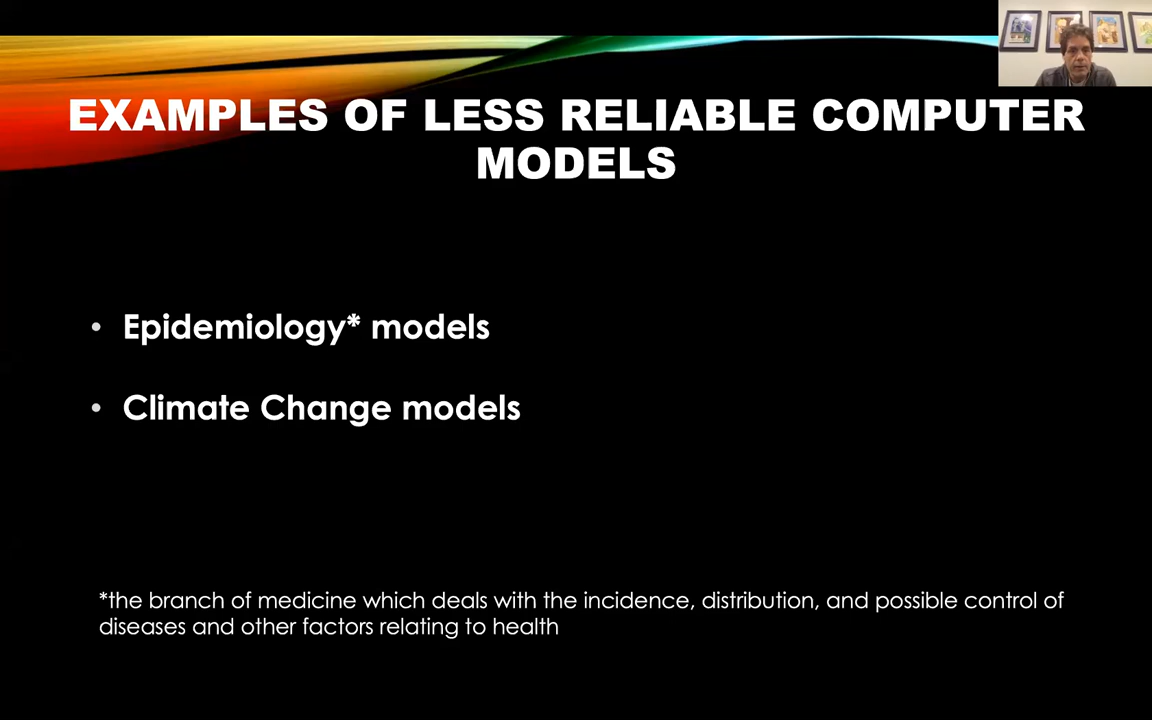 EXAMPLES OF LESS RELIABLE COMPUTER
MODELS
• Epidemiology* models
• Climate Change models
*the branch of medicine which deals with the incidence, distribution, and possible control of
diseases and other factors relating to health